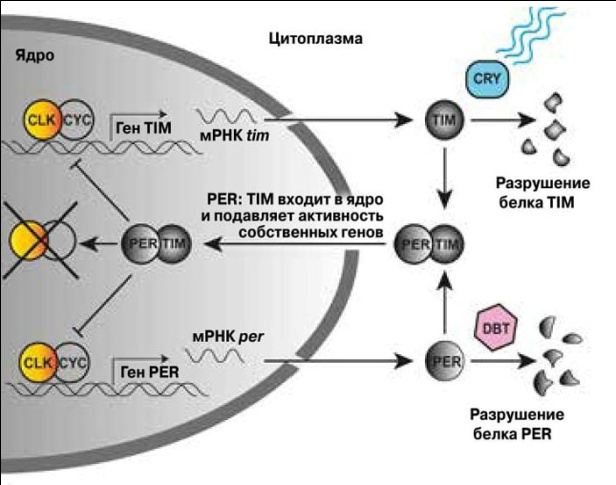 Цитоплазма
Ядро
CRY
CLK CYC
Ген TIM
мРНК tim
TIM
Разрушение
белка TIM
PER: TIM входит в ядро
и подавляет активность
собственных генов
PER TIM
PER TIM
мРНК per
DBT
CLK CYC
Ген PER
PER
Разрушение
белка PER